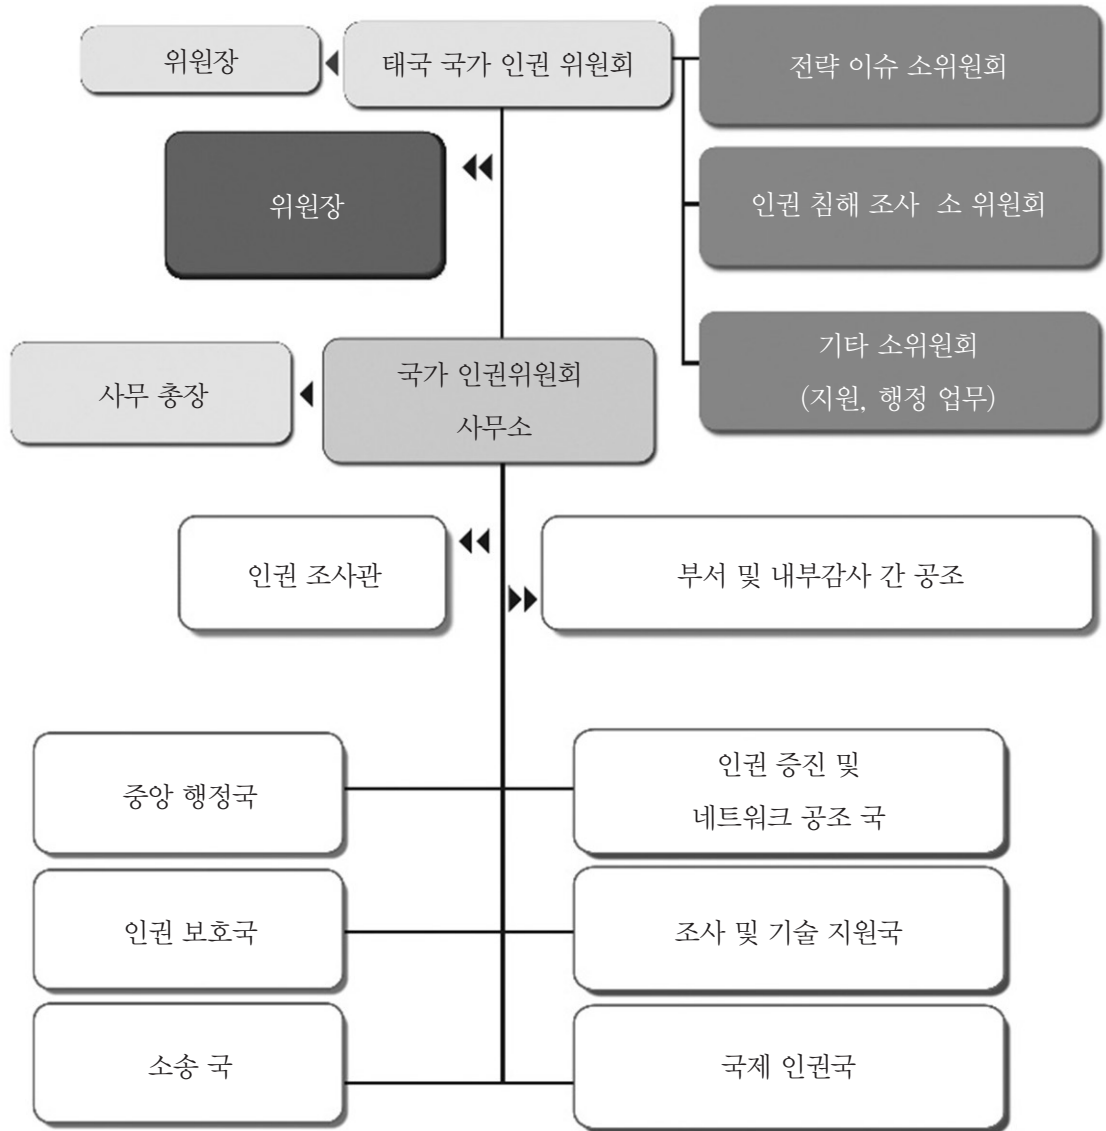 위원장
태국 국가 인권 위원회
전략 이슈 소위원회
위원장
인권 침해 조사 소 위원회
사무 총장
국가 인권위원회
사무소
기타 소위원회
(지원, 행정 업무)
인권 조사관
부서 및 내부감사 간 공조
중앙 행정국
인권 증진 및
네트워크 공조 국
인권 보호국
조사 및 기술 지원국
소송 국
국제 인권국